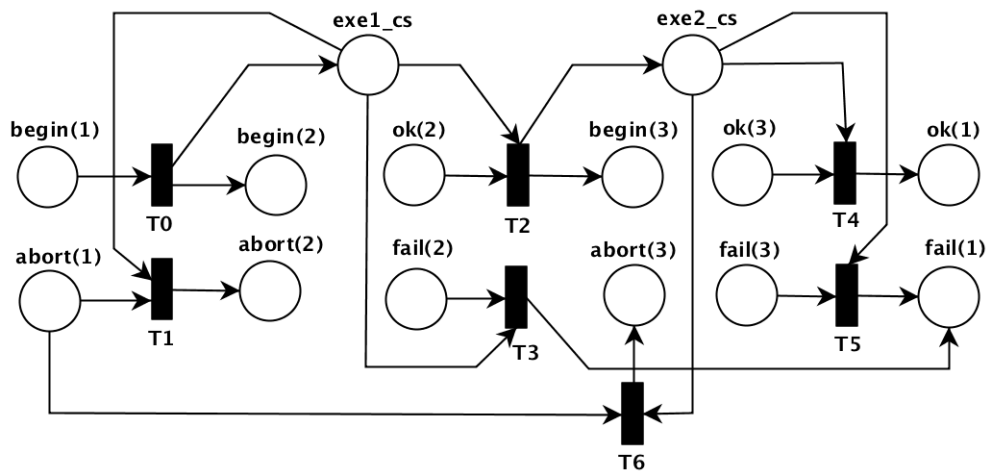 exe1_cs
exe2_cs
begin(1)
begin(2)
ok(2)
begin(3)
ok(3)
ok(1)
T0
T2
T4
abort(1)
abort(2)
fail(2)
abort(3)
fail(3)
fail(1)
T1
T3
T5
T6